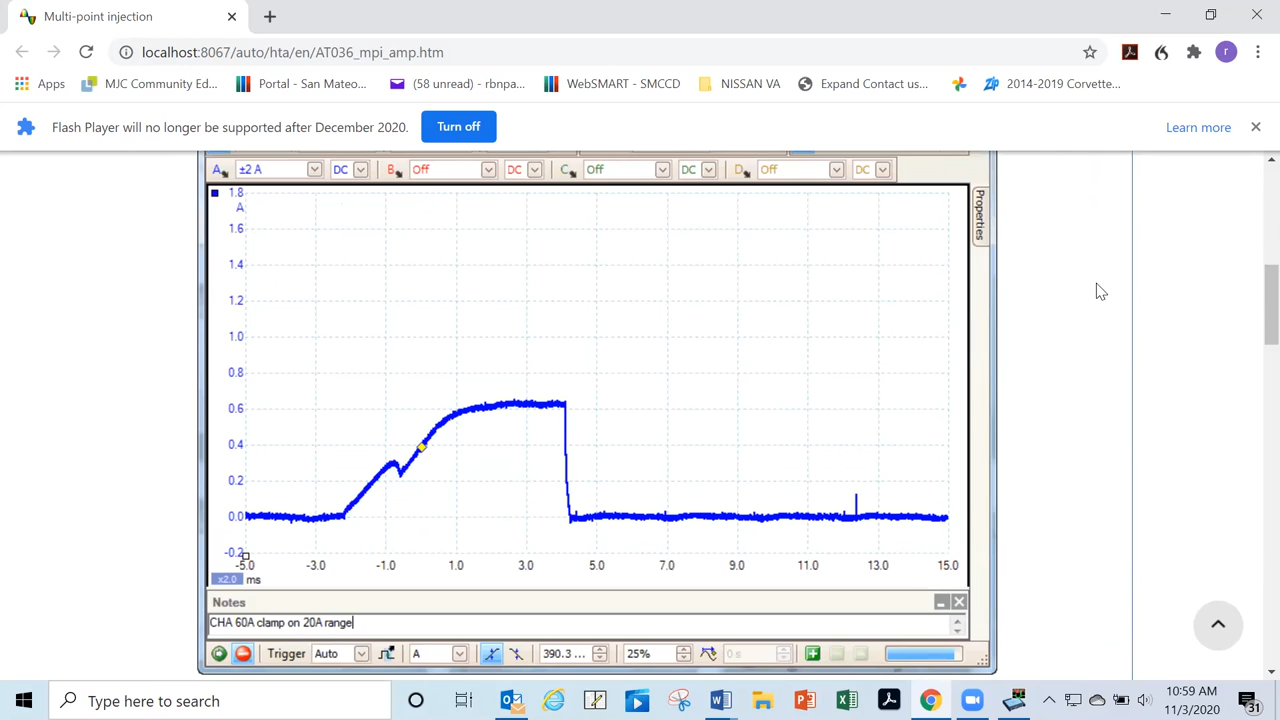 Multi-point injection
localhost:8067/auto/hta/en/AT036_mpi_amp.htm
r
Apps MJC Community Ed... Portal - San Mateo... (58 unread) - rbnpa... WebSMART - SMCCD NISSAN VA Expand Contact us... 2014-2019 Corvette...
Flash Player will no longer be supported after December 2020. Turn off Learn more
A ±2 A DC B Off DC C Off DC D Off DC
1.8
A
1.6
1.4
1.2
1.0
0.8
0.6
0.4
0.2
0.0
-0.2
-5.0 -3.0 -1.0 1.0 3.0 5.0 7.0 9.0 11.0 13.0 15.0
x2.0 ms
Properties
Notes
CHA 60A clamp on 20A range
Trigger Auto A 390.3 ... 25% 0 s
Type here to search
10:59 AM
11/3/2020
31